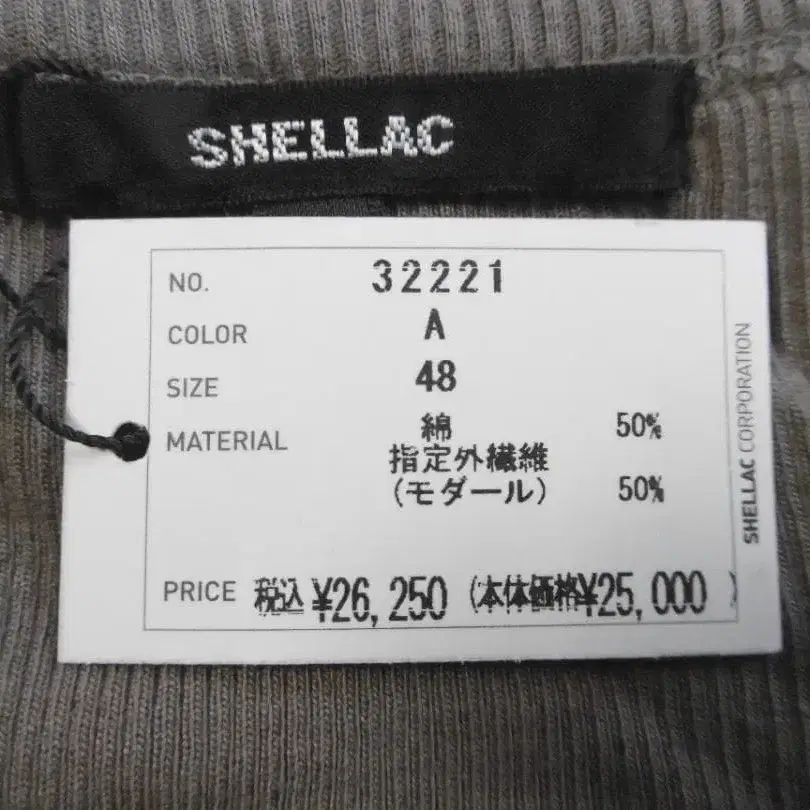 SHELLAC
NO. 32221
COLOR A
SIZE 48
MATERIAL 綿 50%
指定外繊維
(モダール) 50%
PRICE 税込 ¥26,250 (本体価格¥25,000 )
SHELLAC CORPORATION